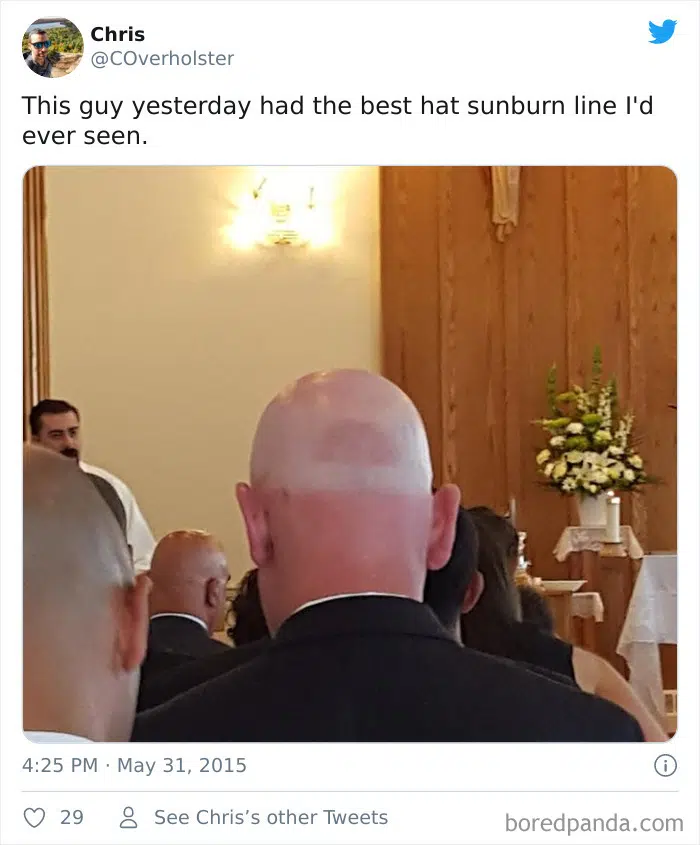 Chris
@COverholster
This guy yesterday had the best hat sunburn line I'd
ever seen.
4:25 PM · May 31, 2015
29 See Chris’s other Tweets
boredpanda.com